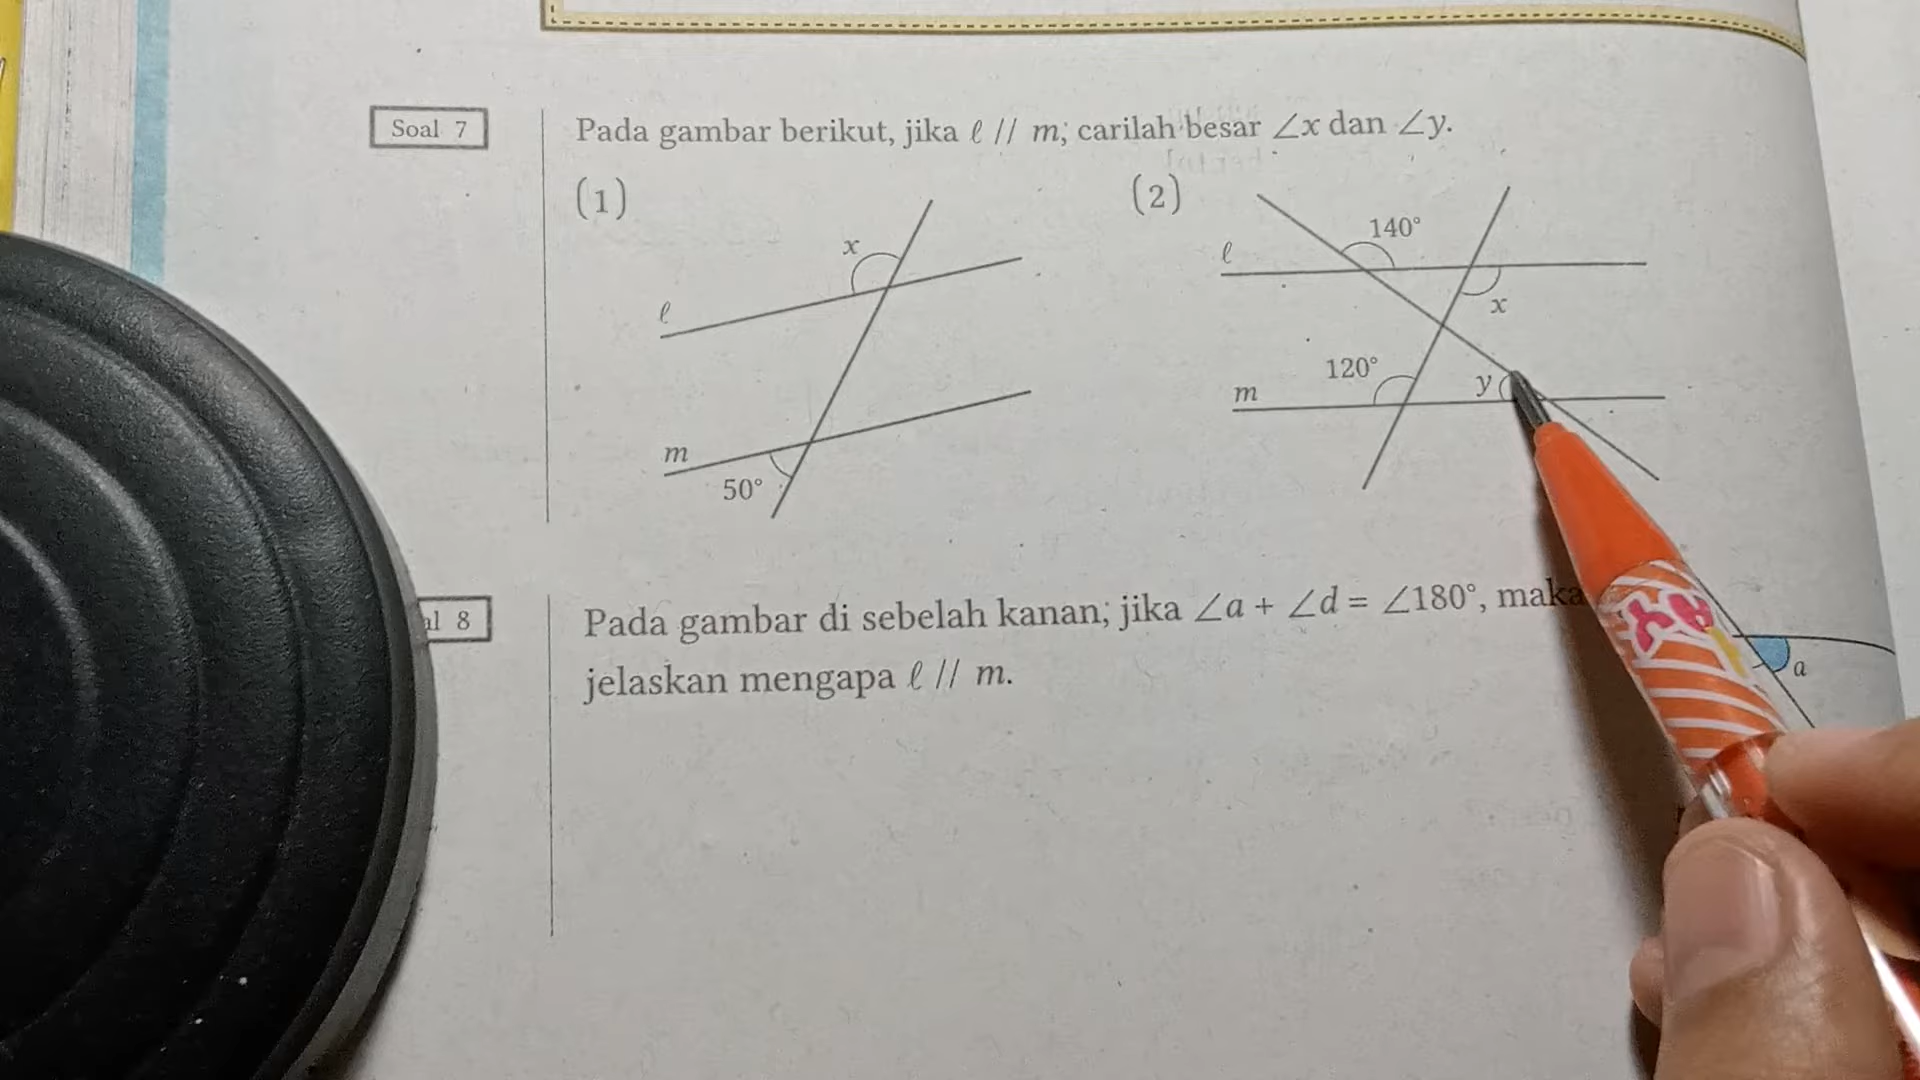 Soal 7
Pada gambar berikut, jika ℓ // m, carilah besar ∠x dan ∠y.
(1)
(2)
x
140°
ℓ
ℓ
x
120°
y
m
m
50°
al 8
Pada gambar di sebelah kanan, jika ∠a + ∠d = ∠180°, maka
jelaskan mengapa ℓ // m.
a